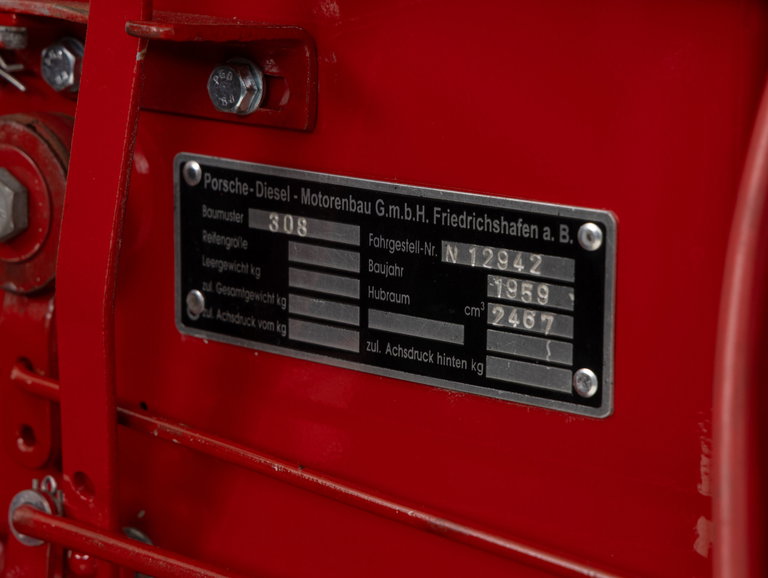 Porsche-Diesel - Motorenbau G.m.b.H. Friedrichshafen a. B.
Baumuster 308
Reifengröße
Leergewicht kg
zul. Gesamtgewicht kg
zul. Achsdruck vorn kg
Fahrgestell-Nr. N 12942
Baujahr 1959
Hubraum cm³ 2467
zul. Achsdruck hinten kg